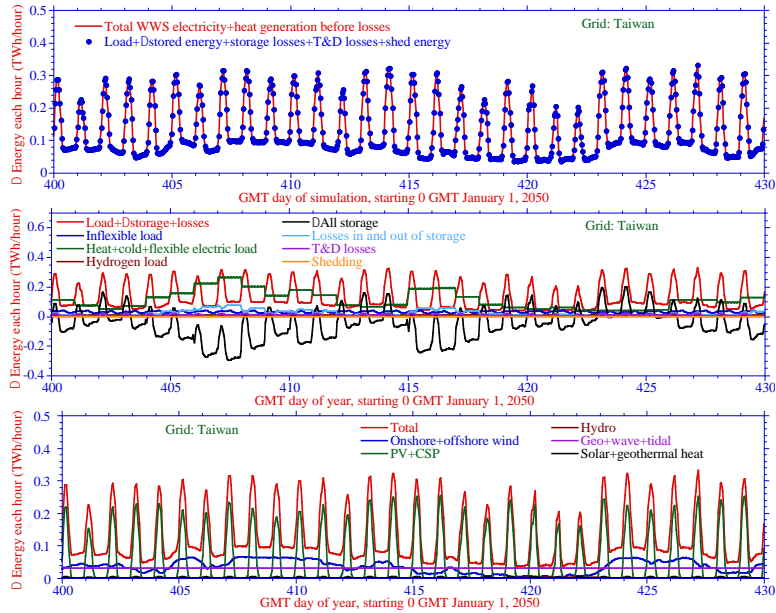 0.5
0.4
0.3
0.2
0.1
0
D Energy each hour (TWh/hour)
Total WWS electricity+heat generation before losses
Load+Dstored energy+storage losses+T&D losses+shed energy
Grid: Taiwan
400 405 410 415 420 425 430
GMT day of simulation, starting 0 GMT January 1, 2050
0.6
0.4
0.2
0
-0.2
-0.4
D Energy each hour (TWh/hour)
Load+Dstorage+losses
Inflexible load
Heat+cold+flexible electric load
Hydrogen load
DAll storage
Losses in and out of storage
T&D losses
Shedding
Grid: Taiwan
400 405 410 415 420 425 430
GMT day of year, starting 0 GMT January 1, 2050
0.5
0.4
0.3
0.2
0.1
0
D Energy each hour (TWh/hour)
Grid: Taiwan
Total
Onshore+offshore wind
PV+CSP
Hydro
Geo+wave+tidal
Solar+geothermal heat
400 405 410 415 420 425 430
GMT day of year, starting 0 GMT January 1, 2050